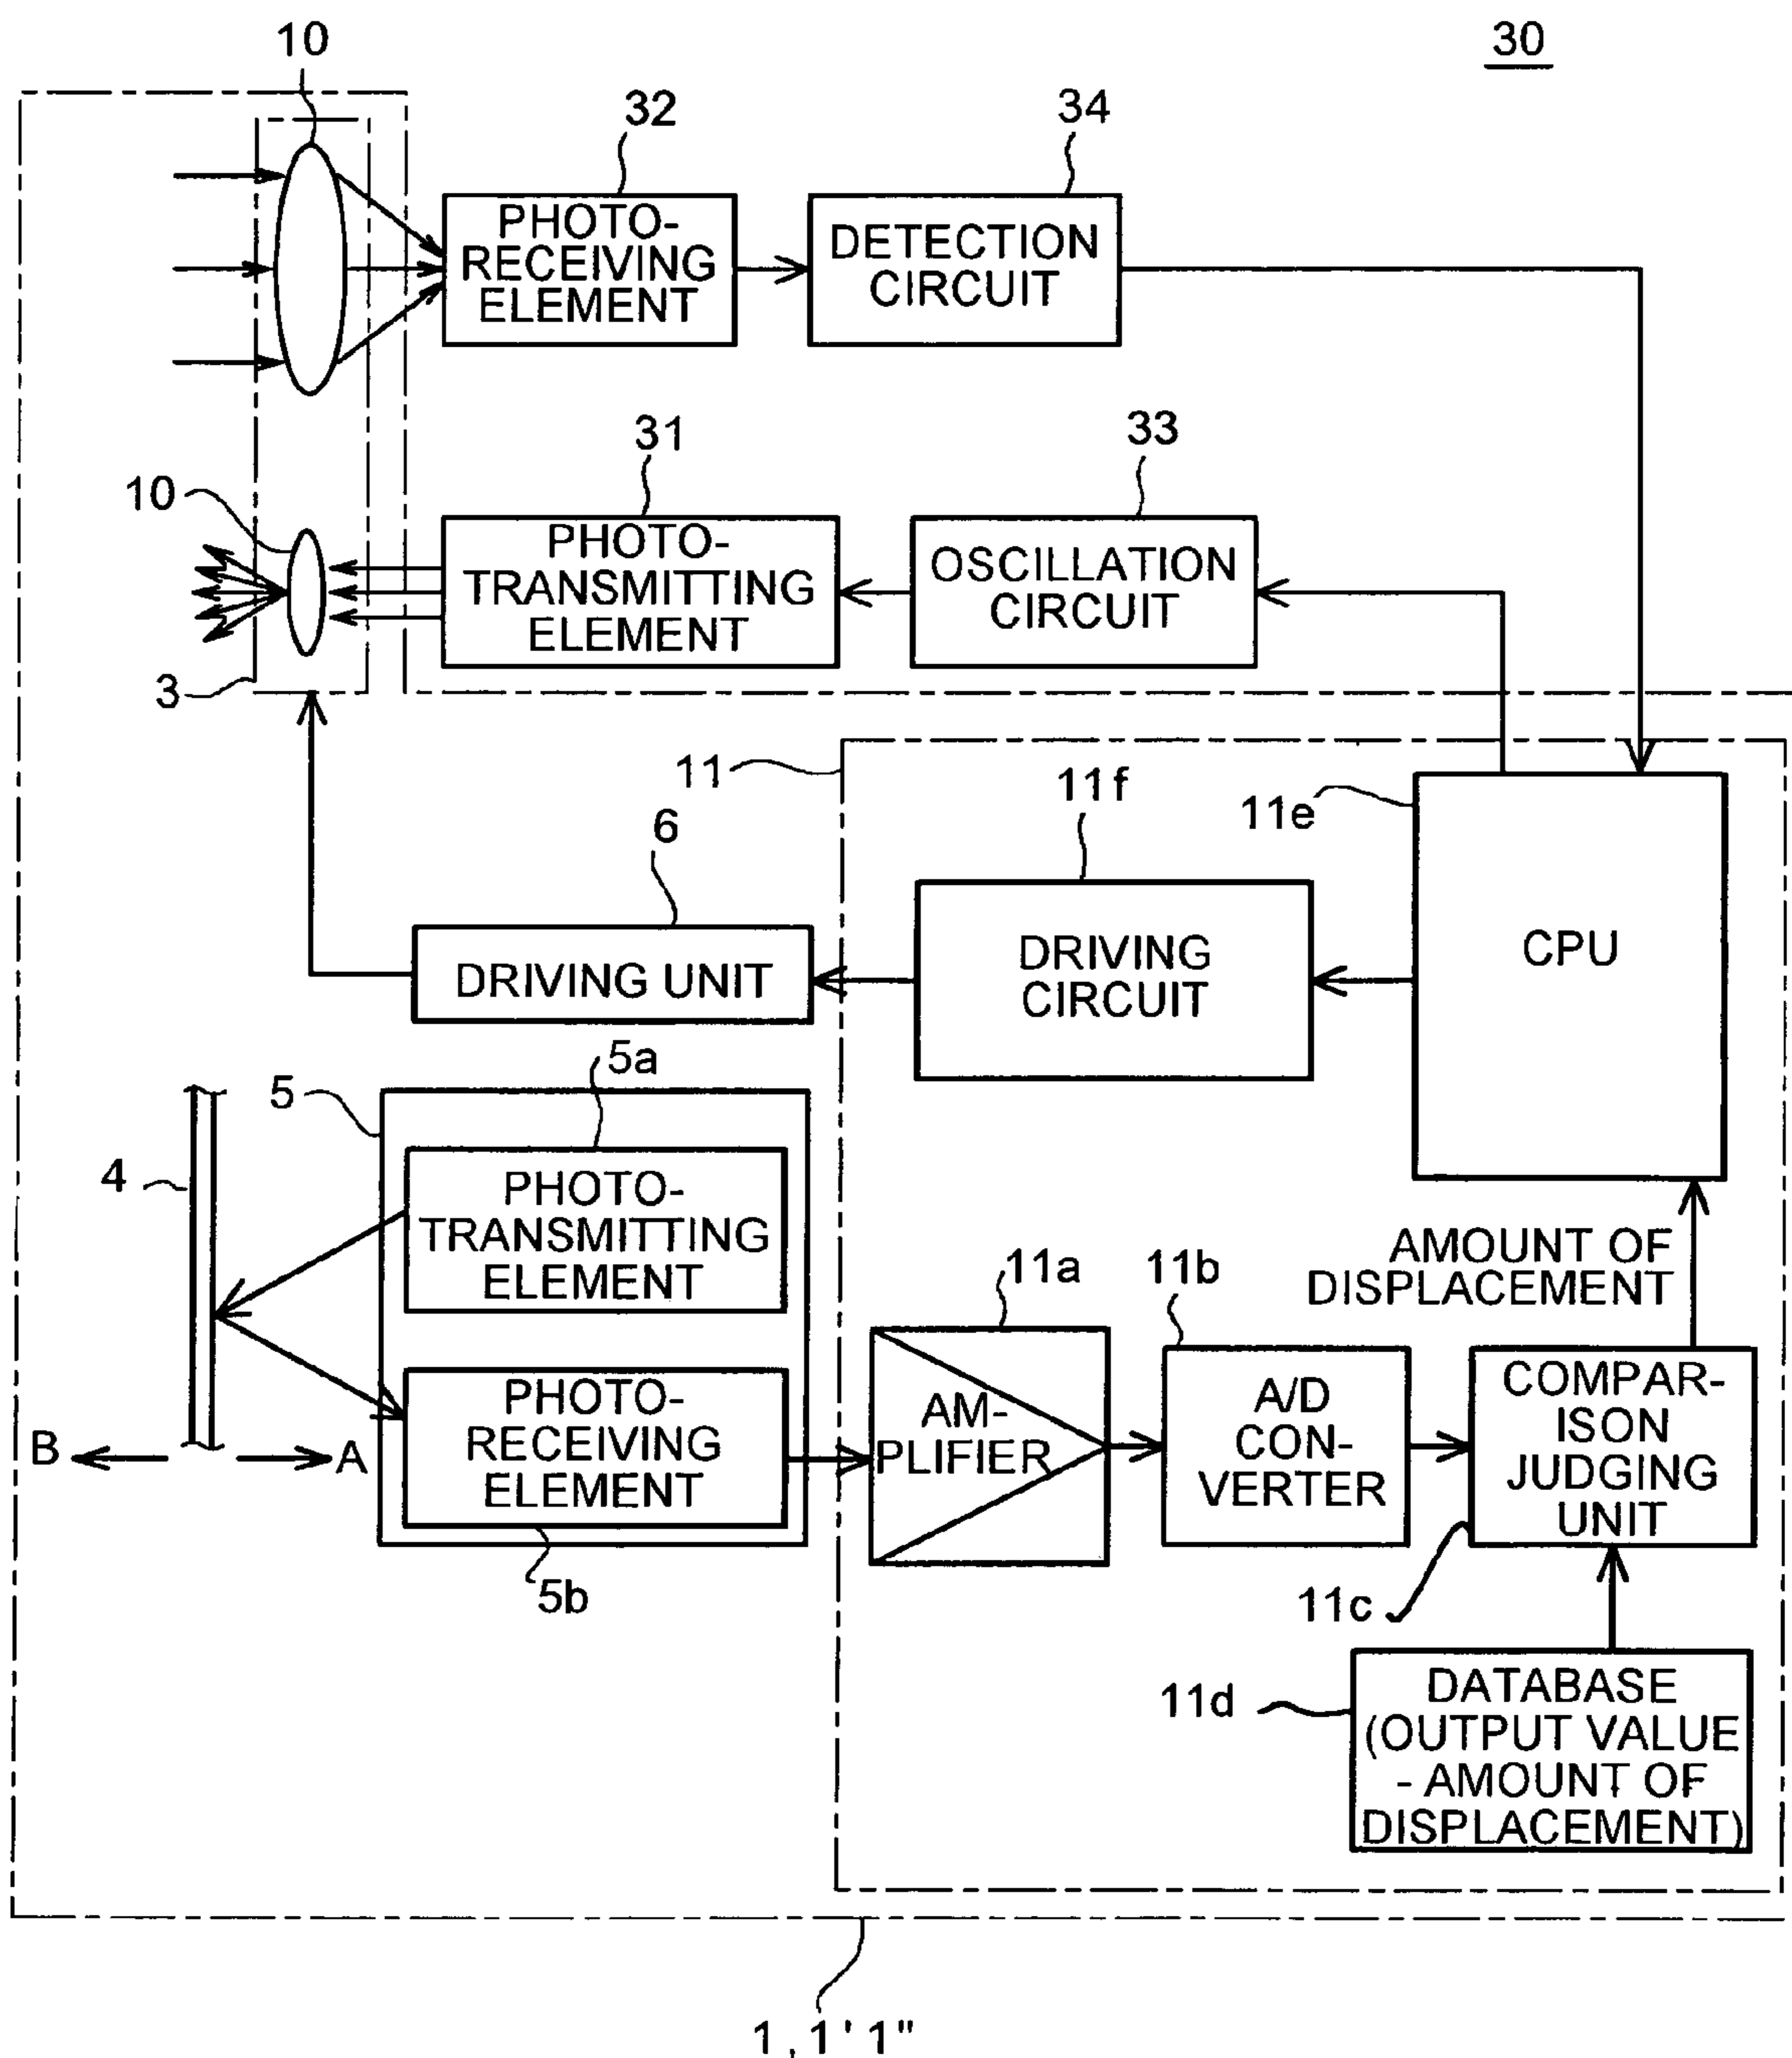 30
10
32
34
PHOTO-
RECEIVING
ELEMENT
DETECTION
CIRCUIT
31
33
10
PHOTO-
TRANSMITTING
ELEMENT
OSCILLATION
CIRCUIT
3
11
11f
11e
6
DRIVING UNIT
DRIVING
CIRCUIT
CPU
5a
5
4
PHOTO-
TRANSMITTING
ELEMENT
AMOUNT OF
DISPLACEMENT
11a
11b
PHOTO-
RECEIVING
ELEMENT
AM-
PLIFIER
A/D
CON-
VERTER
COMPAR-
ISON
JUDGING
UNIT
B
A
5b
11c
11d
DATABASE
(OUTPUT VALUE
- AMOUNT OF
DISPLACEMENT)
1, 1' 1"